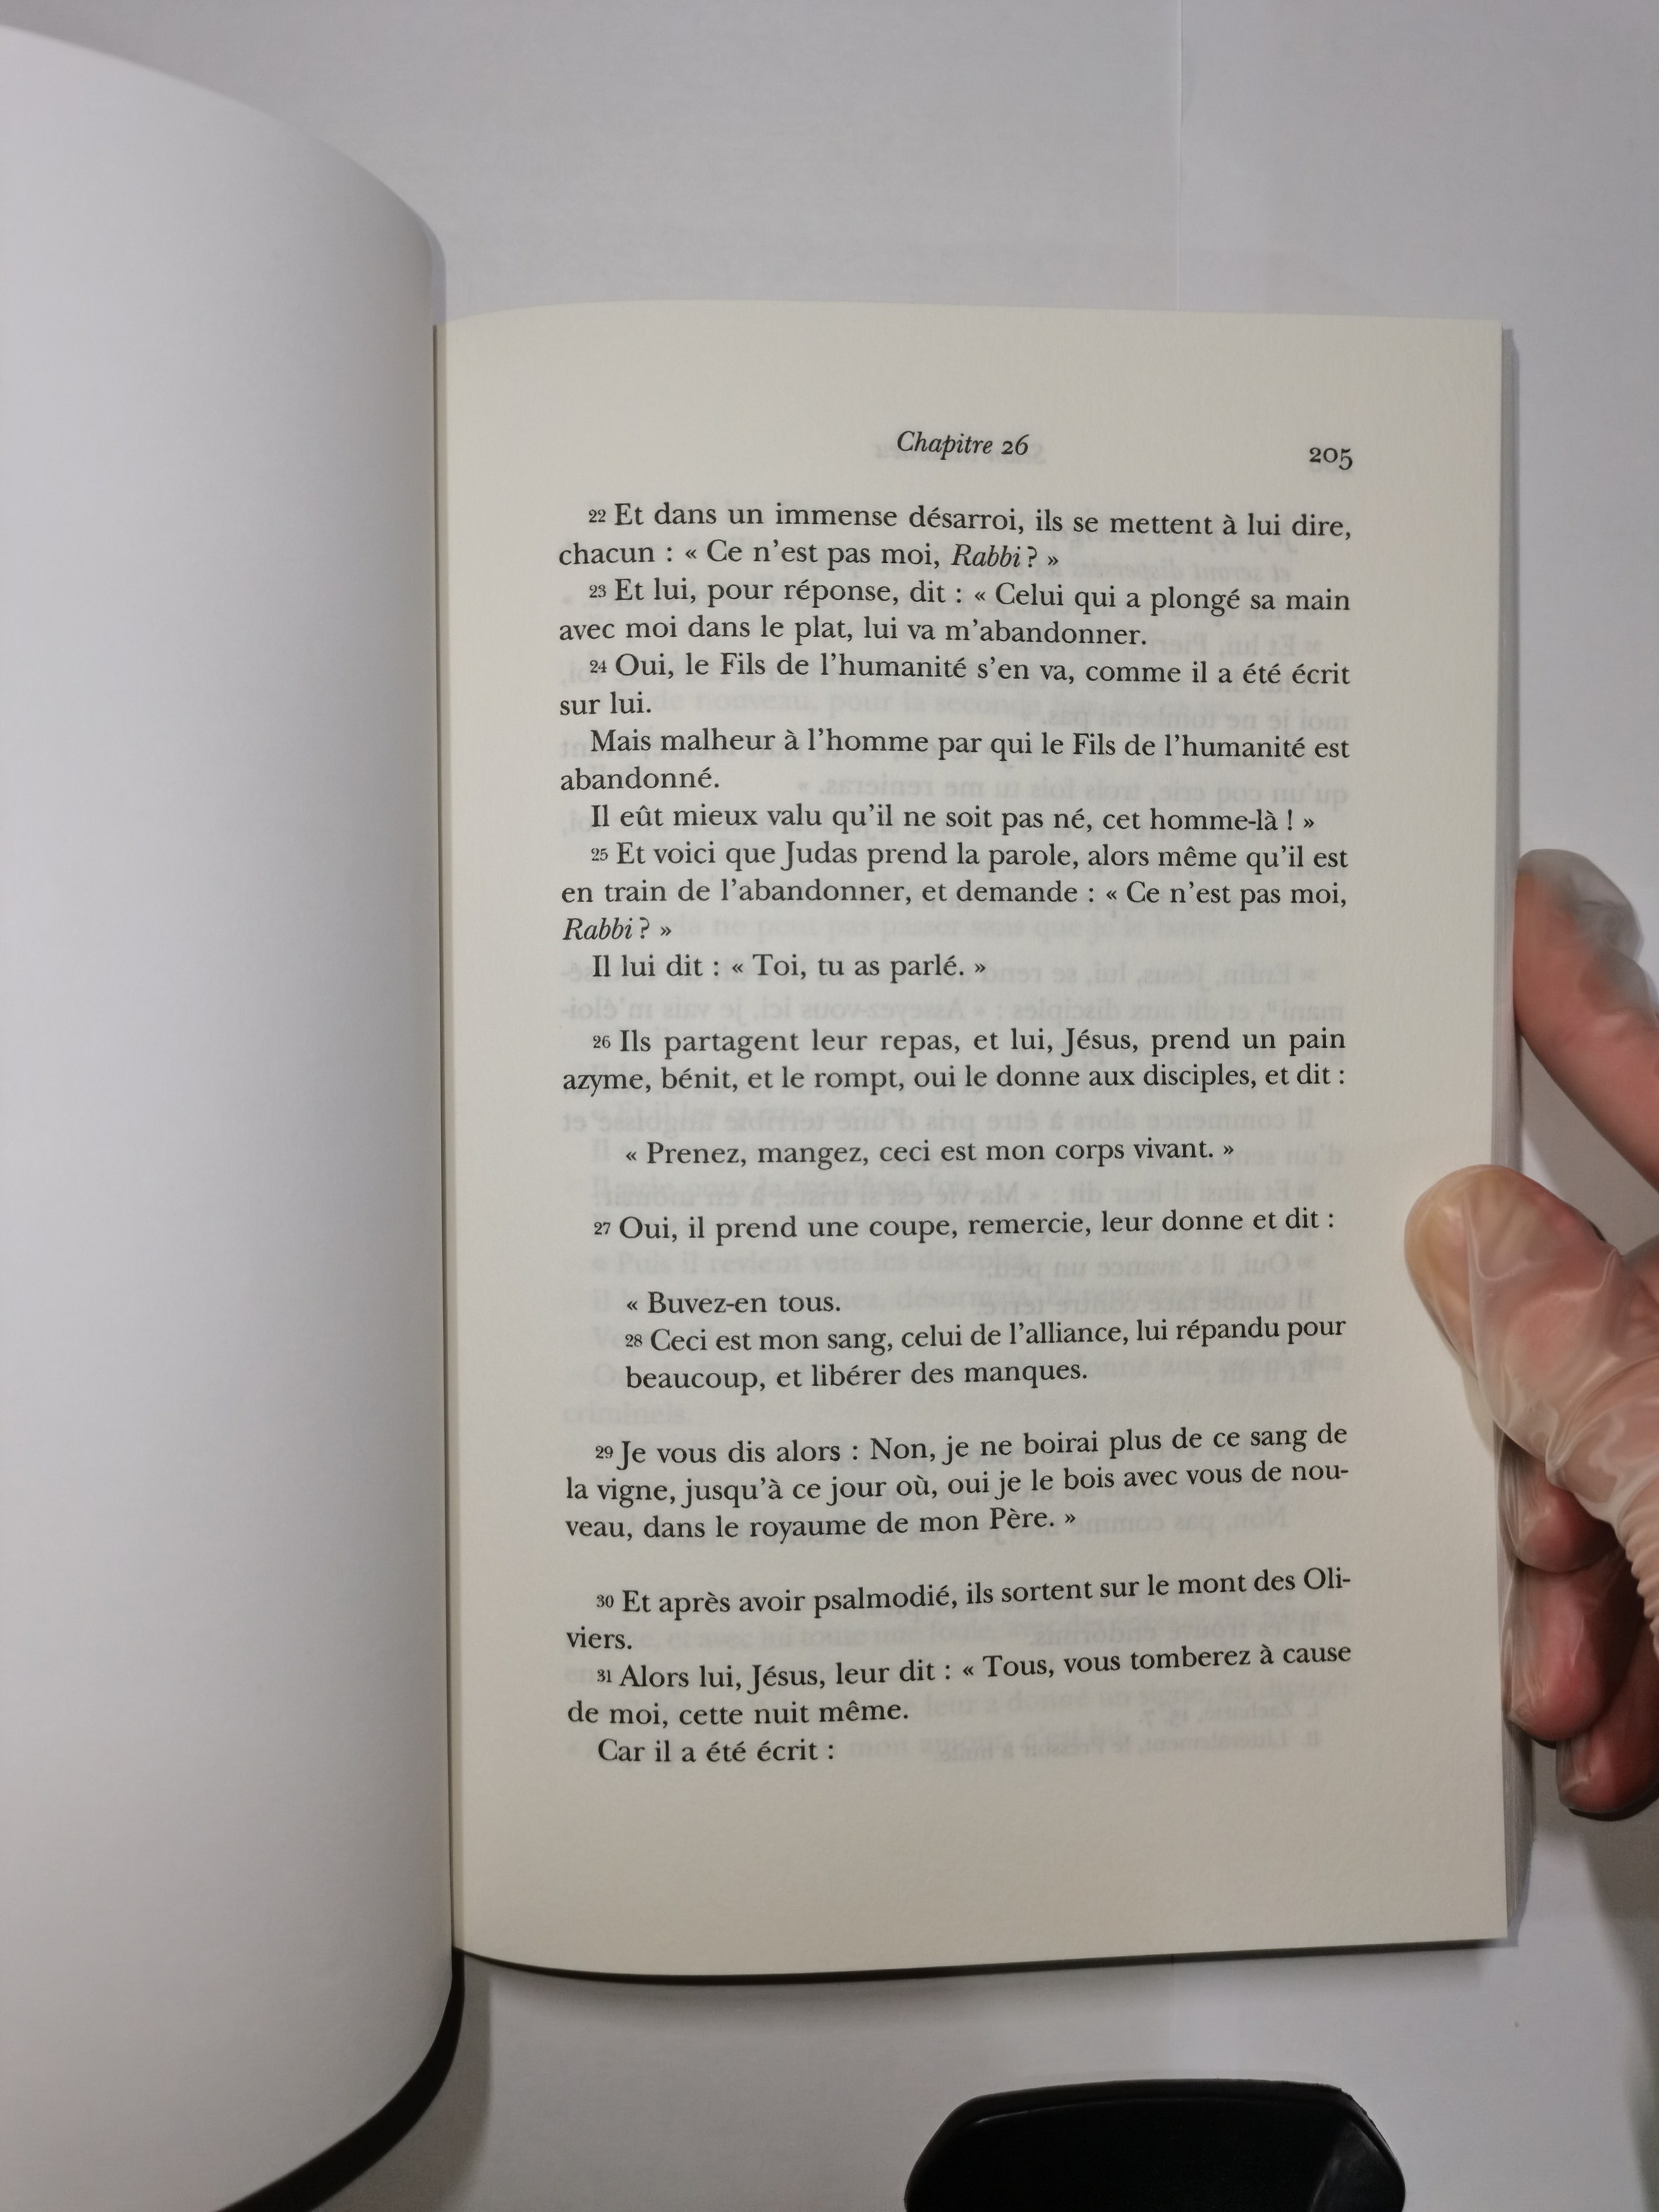 Chapitre 26
205
22 Et dans un immense désarroi, ils se mettent à lui dire,
chacun : « Ce n’est pas moi, Rabbi ? »
23 Et lui, pour réponse, dit : « Celui qui a plongé sa main
avec moi dans le plat, lui va m’abandonner.
24 Oui, le Fils de l’humanité s’en va, comme il a été écrit
sur lui.
Mais malheur à l’homme par qui le Fils de l’humanité est
abandonné.
Il eût mieux valu qu’il ne soit pas né, cet homme-là ! »
25 Et voici que Judas prend la parole, alors même qu’il est
en train de l’abandonner, et demande : « Ce n’est pas moi,
Rabbi ? »
Il lui dit : « Toi, tu as parlé. »
26 Ils partagent leur repas, et lui, Jésus, prend un pain
azyme, bénit, et le rompt, oui le donne aux disciples, et dit :
« Prenez, mangez, ceci est mon corps vivant. »
27 Oui, il prend une coupe, remercie, leur donne et dit :
« Buvez-en tous.
28 Ceci est mon sang, celui de l’alliance, lui répandu pour
beaucoup, et libérer des manques.
29 Je vous dis alors : Non, je ne boirai plus de ce sang de
la vigne, jusqu’à ce jour où, oui je le bois avec vous de nou-
veau, dans le royaume de mon Père. »
30 Et après avoir psalmodié, ils sortent sur le mont des Oli-
viers.
31 Alors lui, Jésus, leur dit : « Tous, vous tomberez à cause
de moi, cette nuit même.
Car il a été écrit :